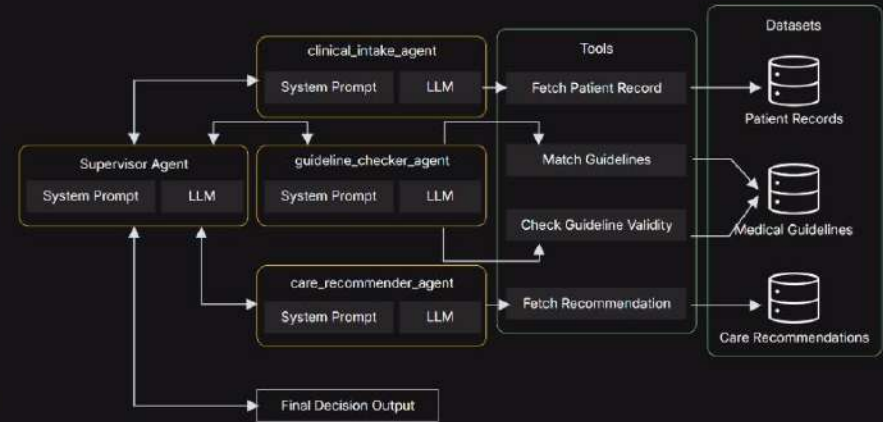 Datasets
clinical_intake_agent
Tools
System Prompt
LLM
Fetch Patient Record
Patient Records
Supervisor Agent
System Prompt
LLM
guideline_checker_agent
System Prompt
LLM
Match Guidelines
Check Guideline Validity
Medical Guidelines
care_recommender_agent
System Prompt
LLM
Fetch Recommendation
Care Recommendations
Final Decision Output